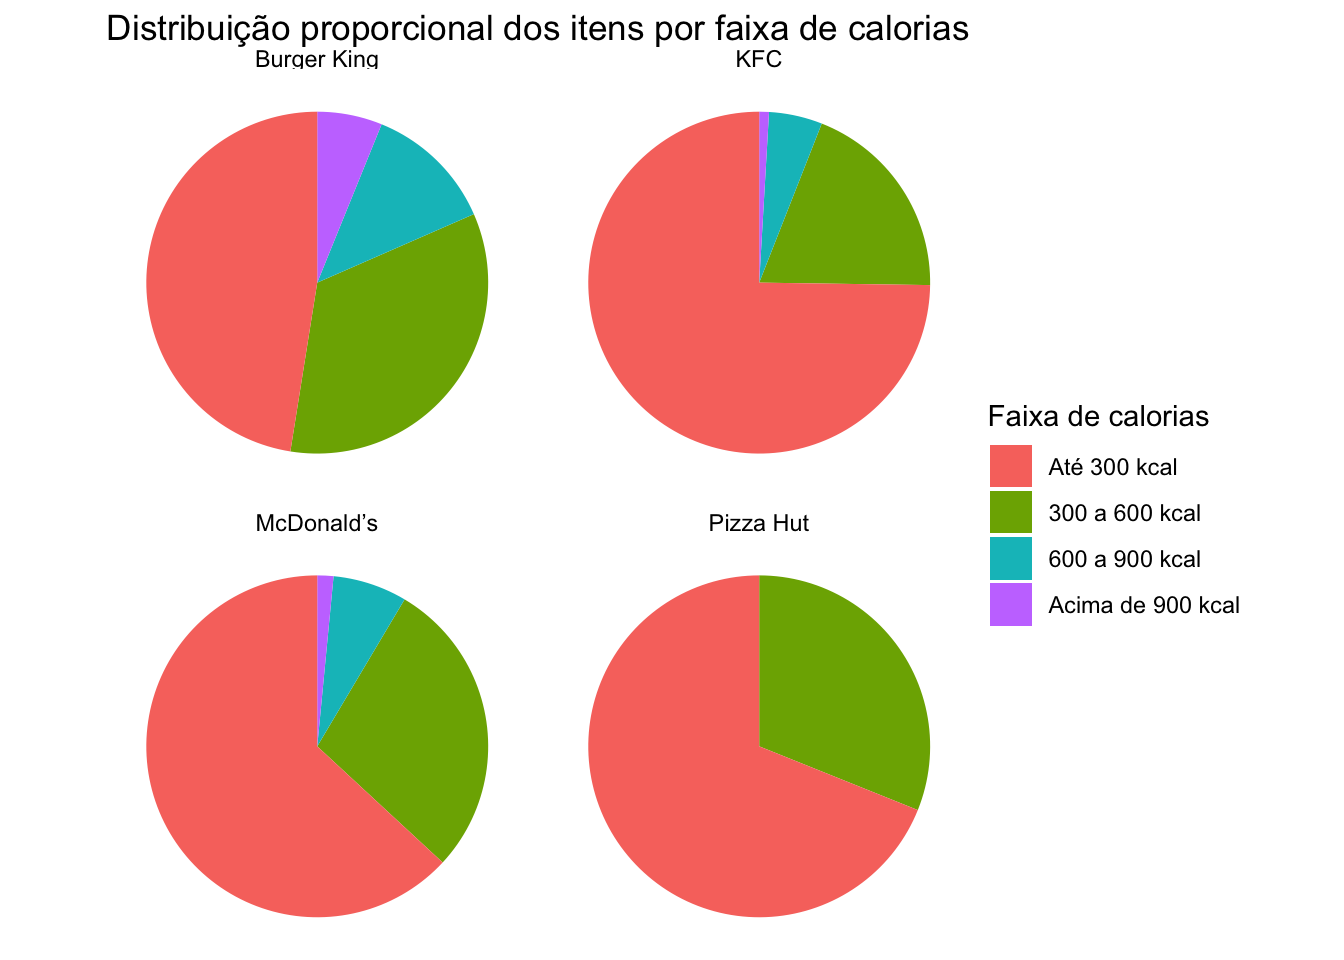 Distribuição proporcional dos itens por faixa de calorias
Burger King
KFC
McDonald’s
Pizza Hut
Faixa de calorias
Até 300 kcal
300 a 600 kcal
600 a 900 kcal
Acima de 900 kcal